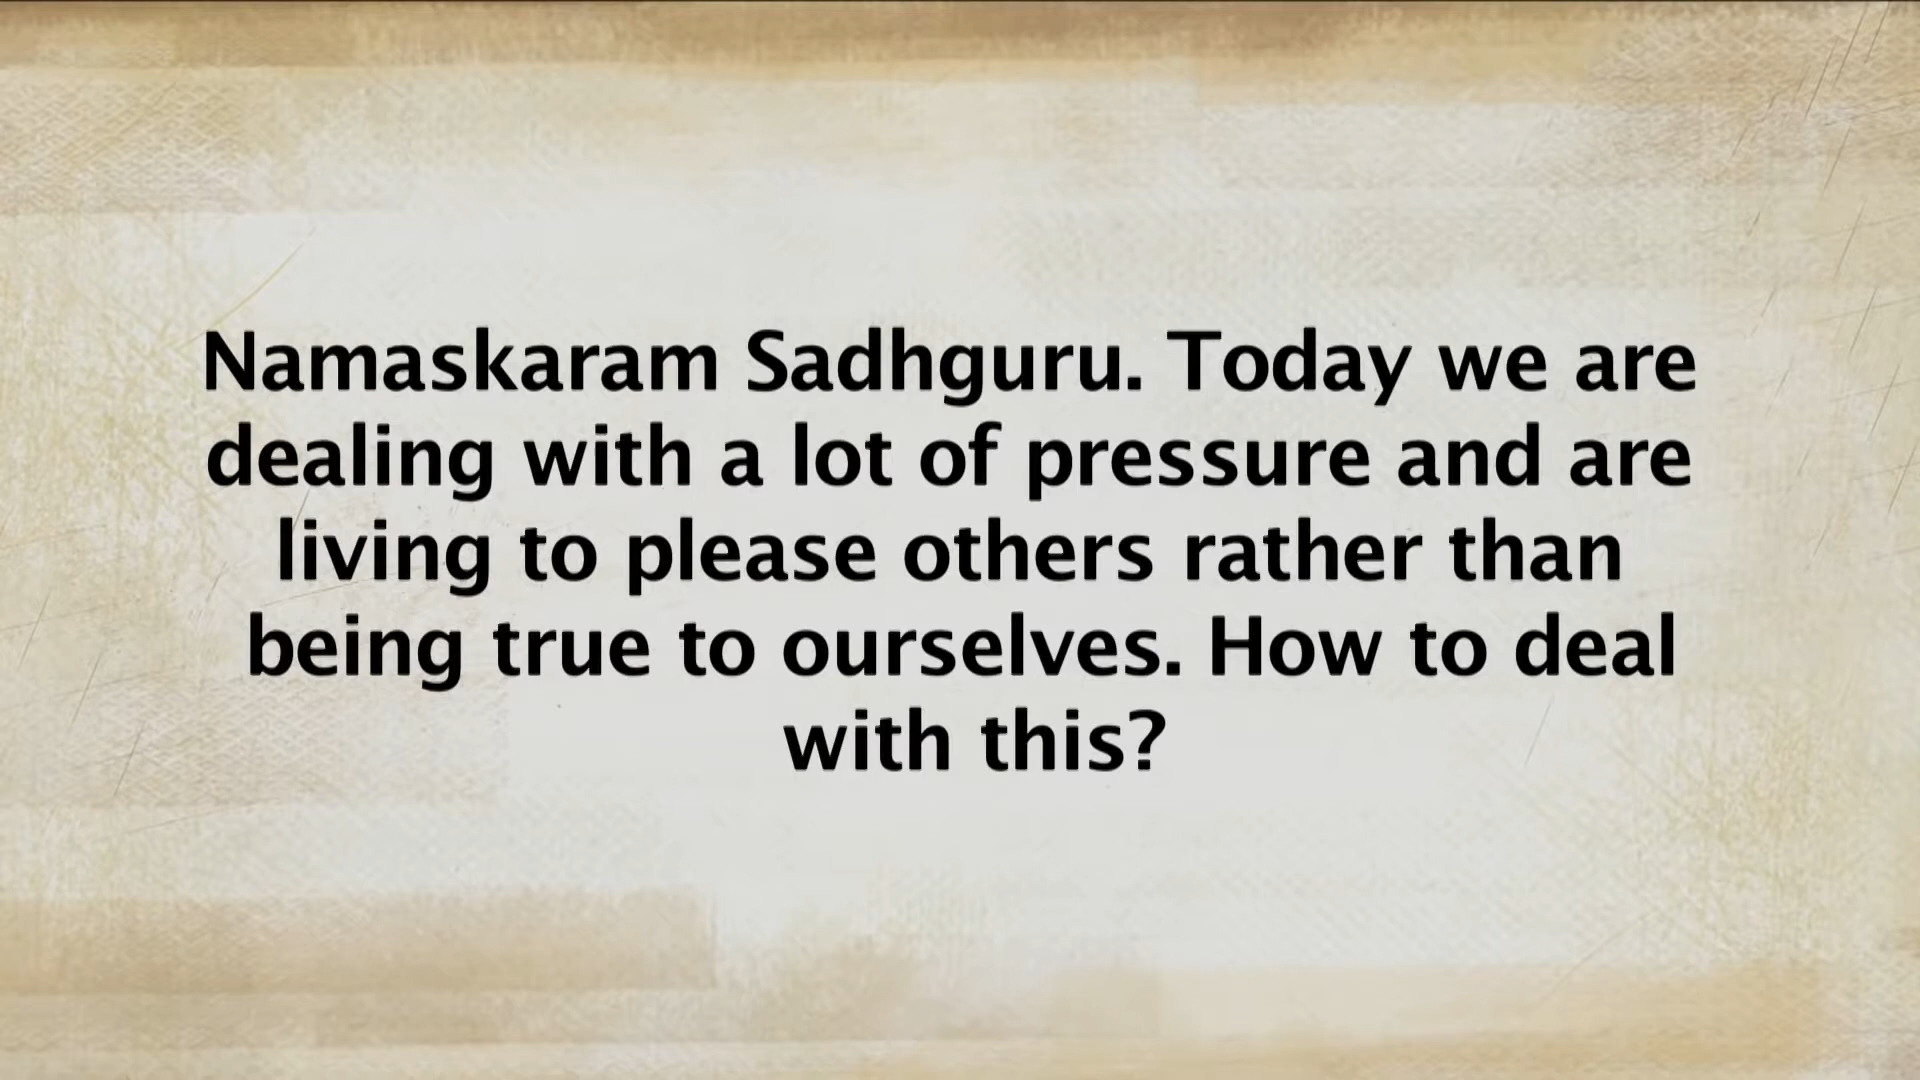 Namaskaram Sadhguru. Today we are
dealing with a lot of pressure and are
living to please others rather than
being true to ourselves. How to deal
with this?